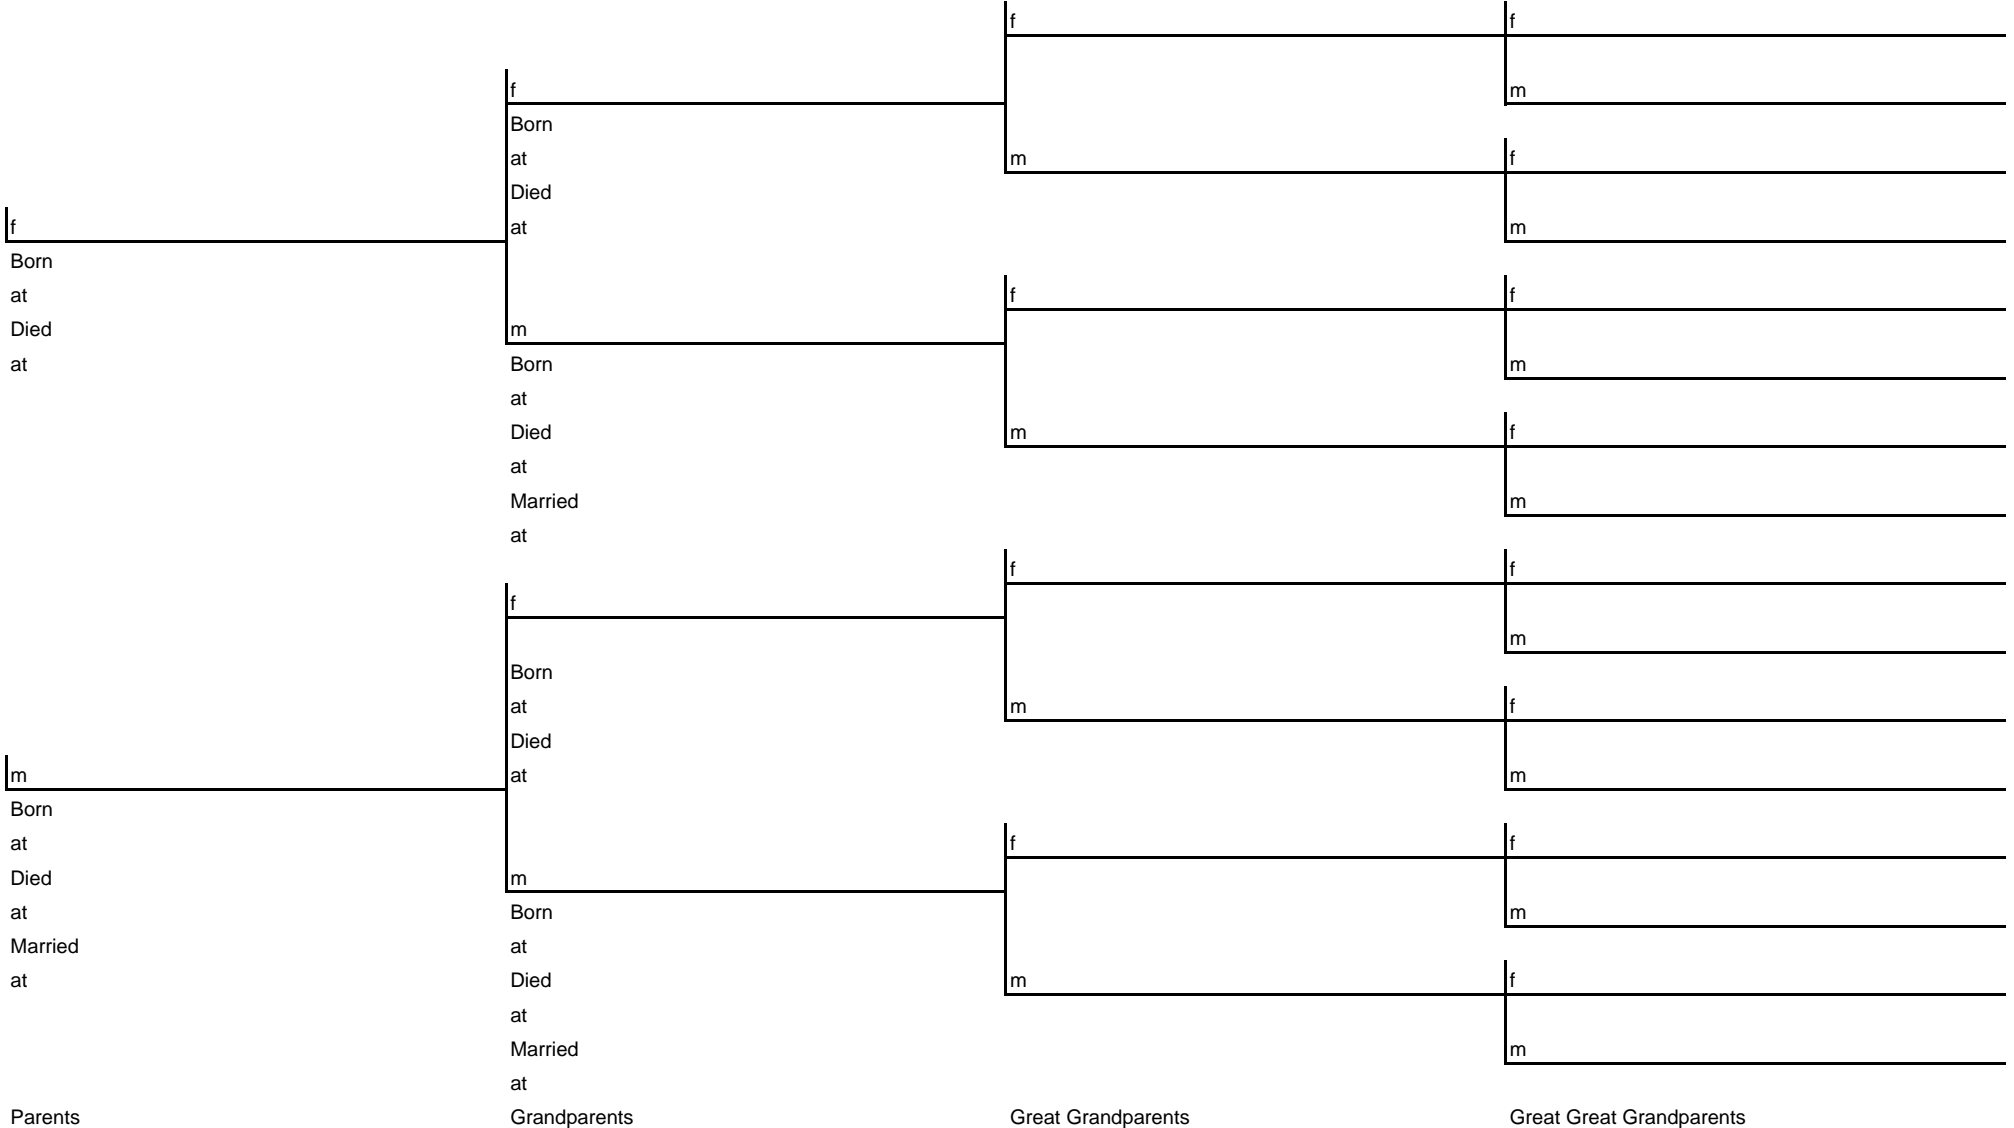 f f
f m
Born
at m f
Died
f at m
Born
at f f
Died m
at Born m
at
Died m f
at
Married m
at
f f
f
m
Born
at m f
Died
m at m
Born
at f f
Died m
at Born m
Married at
at Died m f
at
Married m
at
Parents Grandparents Great Grandparents Great Great Grandparents